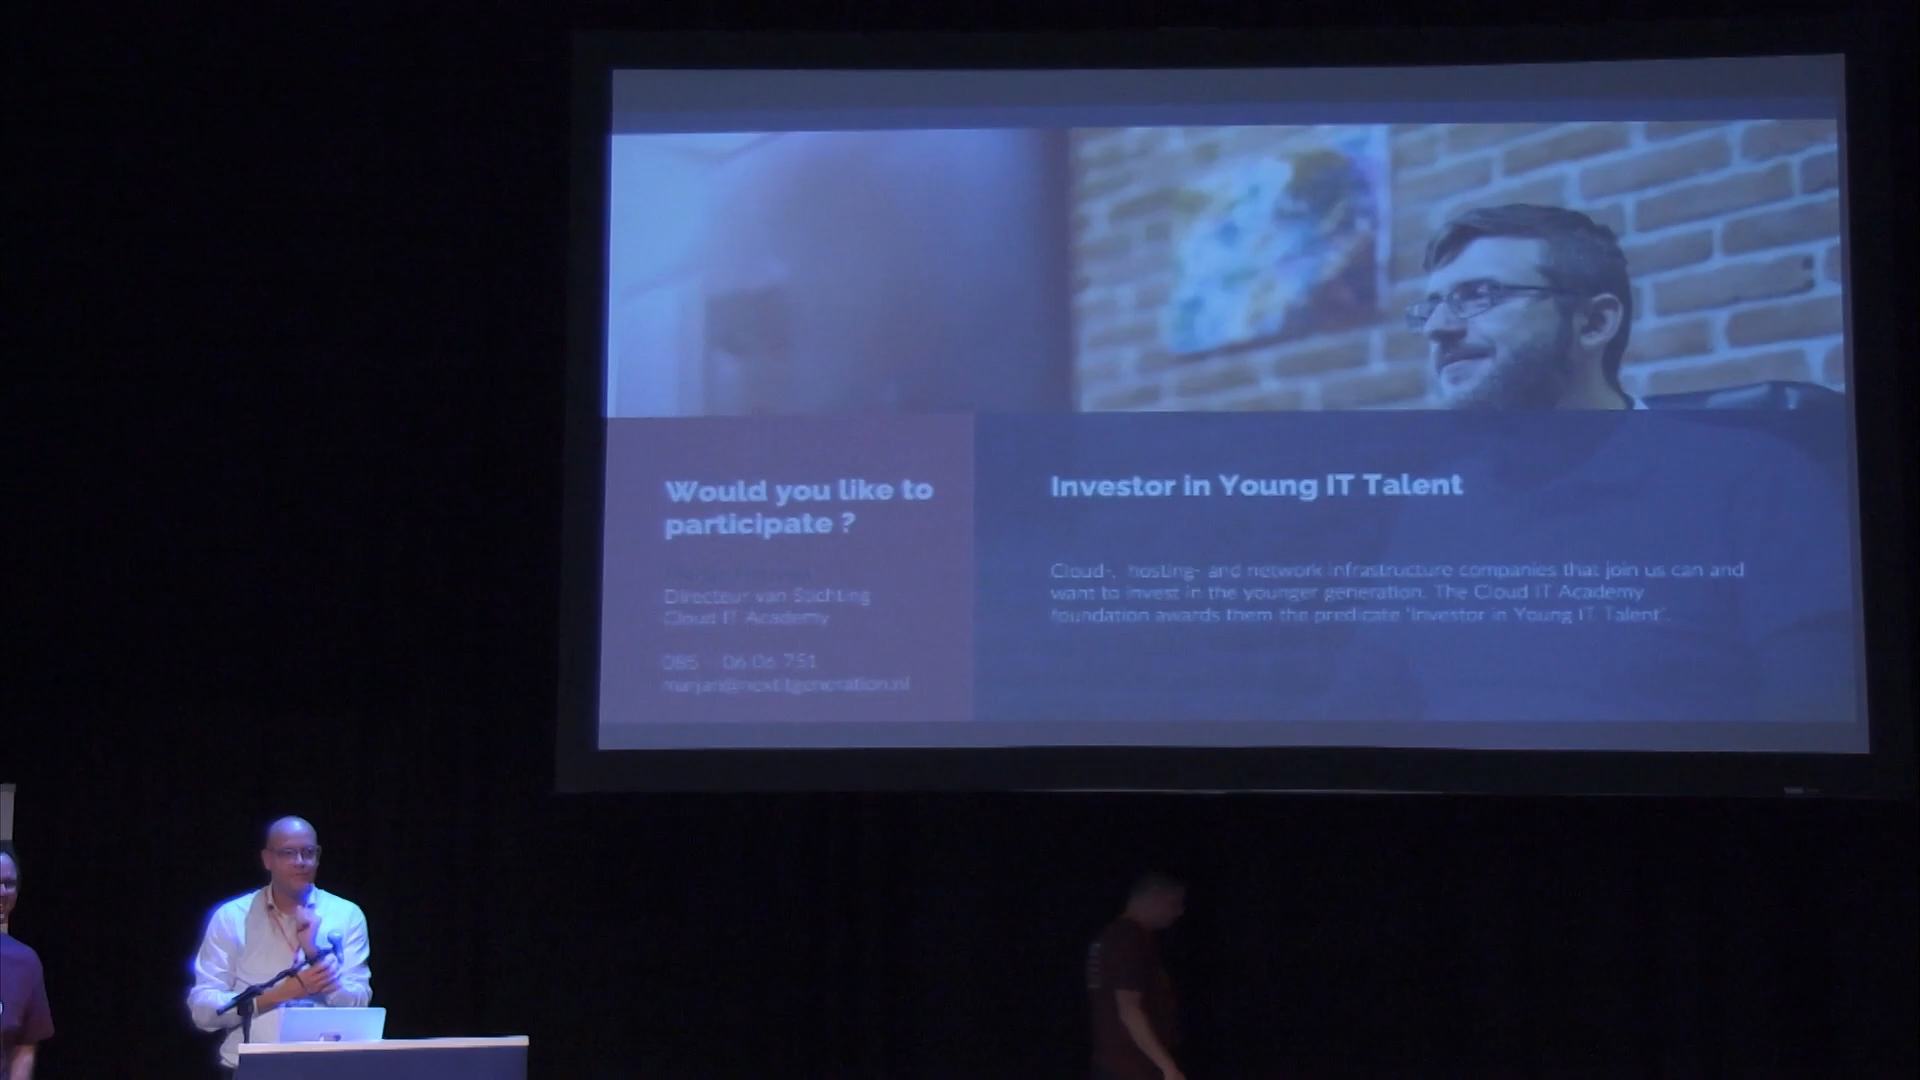 Would you like to
participate ?
Directeur van Stichting
Cloud IT Academy
085 - 06 06 751
Investor in Young IT Talent
Cloud-, hosting- and network infrastructure companies that join us can and
want to invest in the younger generation. The Cloud IT Academy
foundation awards them the predicate 'Investor in Young IT Talent'.